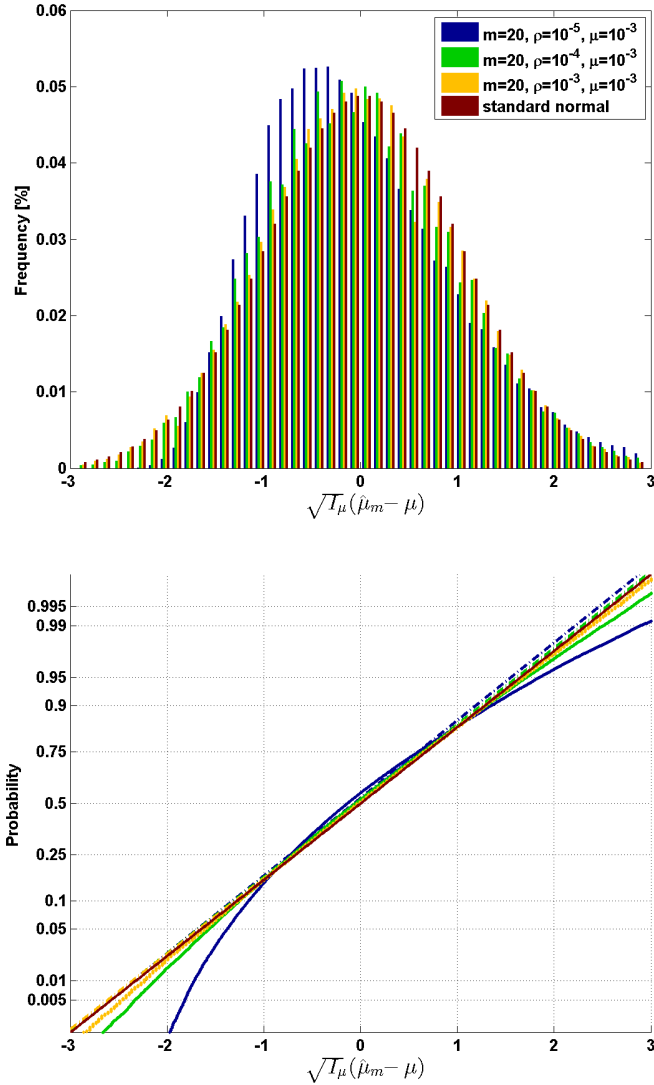 0.06
0.05
0.04
0.03
0.02
0.01
0
Frequency [%]
m=20, ρ=10⁻⁵, μ=10⁻³
m=20, ρ=10⁻⁴, μ=10⁻³
m=20, ρ=10⁻³, μ=10⁻³
standard normal
-3 -2 -1 0 1 2 3
√I_μ(μ̂_m − μ)
0.995
0.99
0.95
0.9
0.75
0.5
0.25
0.1
0.05
0.01
0.005
Probability
-3 -2 -1 0 1 2 3
√I_μ(μ̂_m − μ)